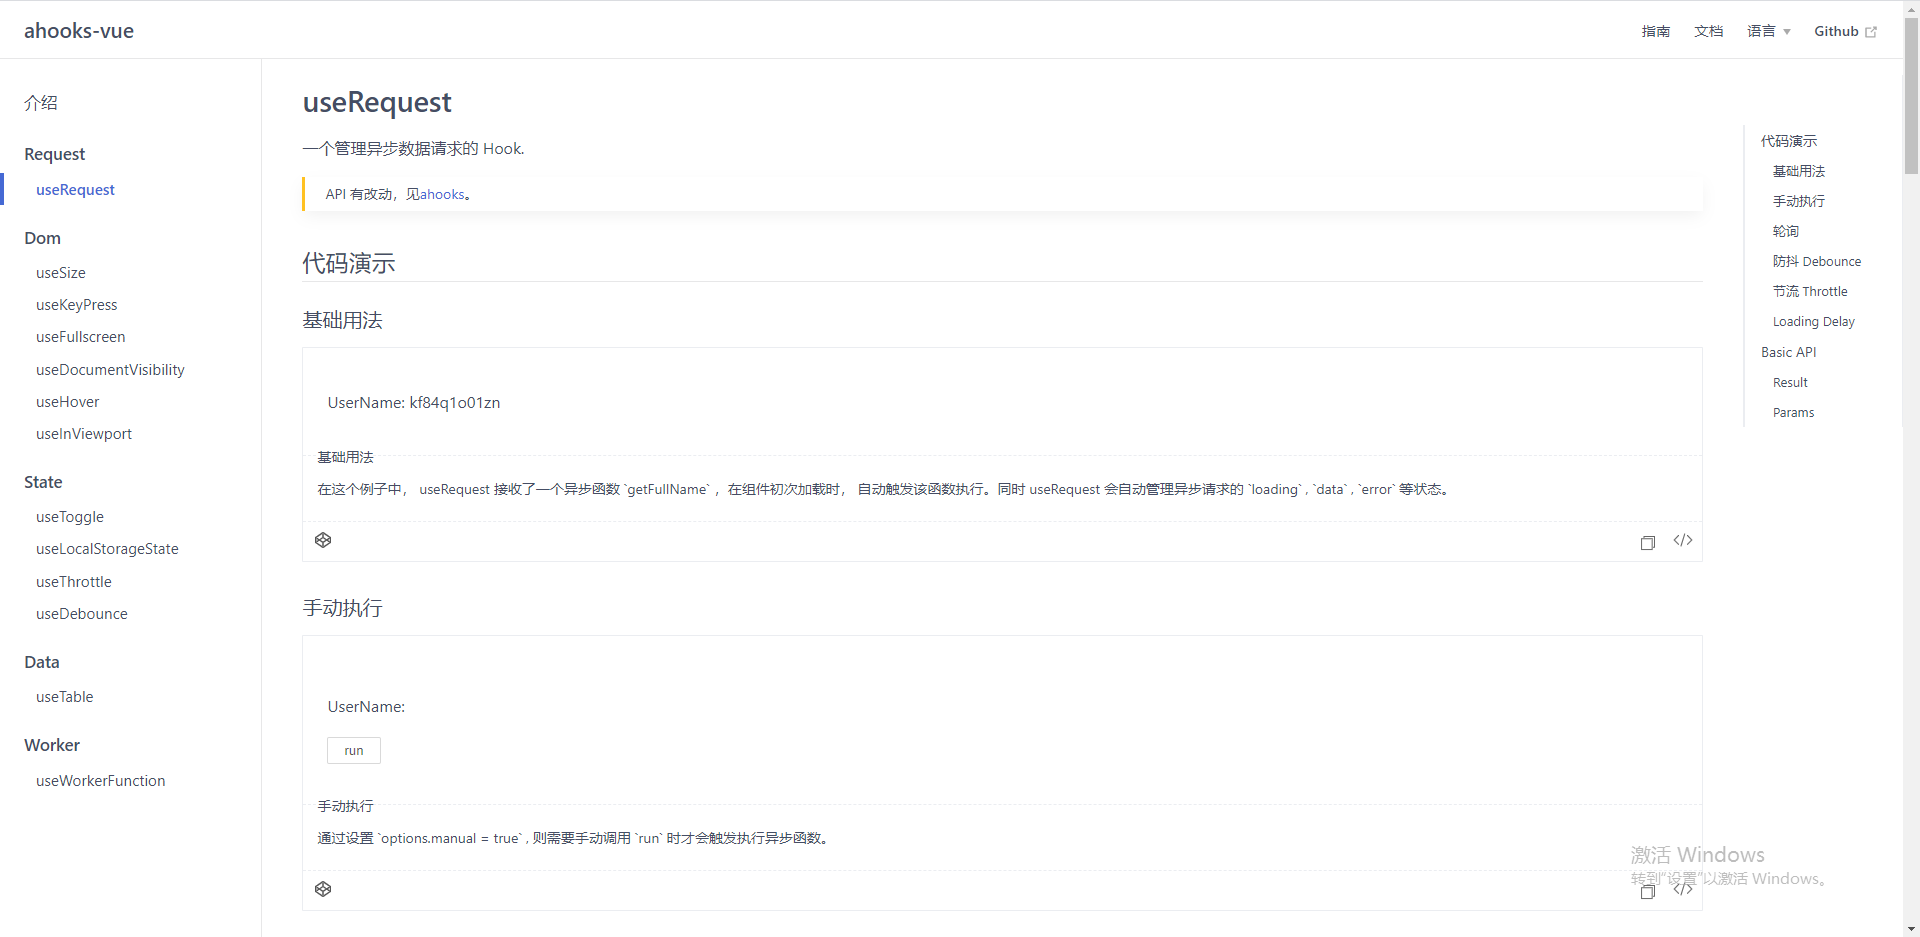 ahooks-vue
指南 文档 语言 Github
介绍
Request
useRequest
Dom
useSize
useKeyPress
useFullscreen
useDocumentVisibility
useHover
useInViewport
State
useToggle
useLocalStorageState
useThrottle
useDebounce
Data
useTable
Worker
useWorkerFunction
useRequest
一个管理异步数据请求的 Hook.
API 有改动，见ahooks。
代码演示
基础用法
UserName: kf84q1o01zn
基础用法
在这个例子中， useRequest 接收了一个异步函数 `getFullName` ，在组件初次加载时， 自动触发该函数执行。同时 useRequest 会自动管理异步请求的 `loading` , `data` , `error` 等状态。
</>
手动执行
UserName:
run
手动执行
通过设置 `options.manual = true` , 则需要手动调用 `run` 时才会触发执行异步函数。
</>
代码演示
基础用法
手动执行
轮询
防抖 Debounce
节流 Throttle
Loading Delay
Basic API
Result
Params
激活 Windows
转到"设置"以激活 Windows。